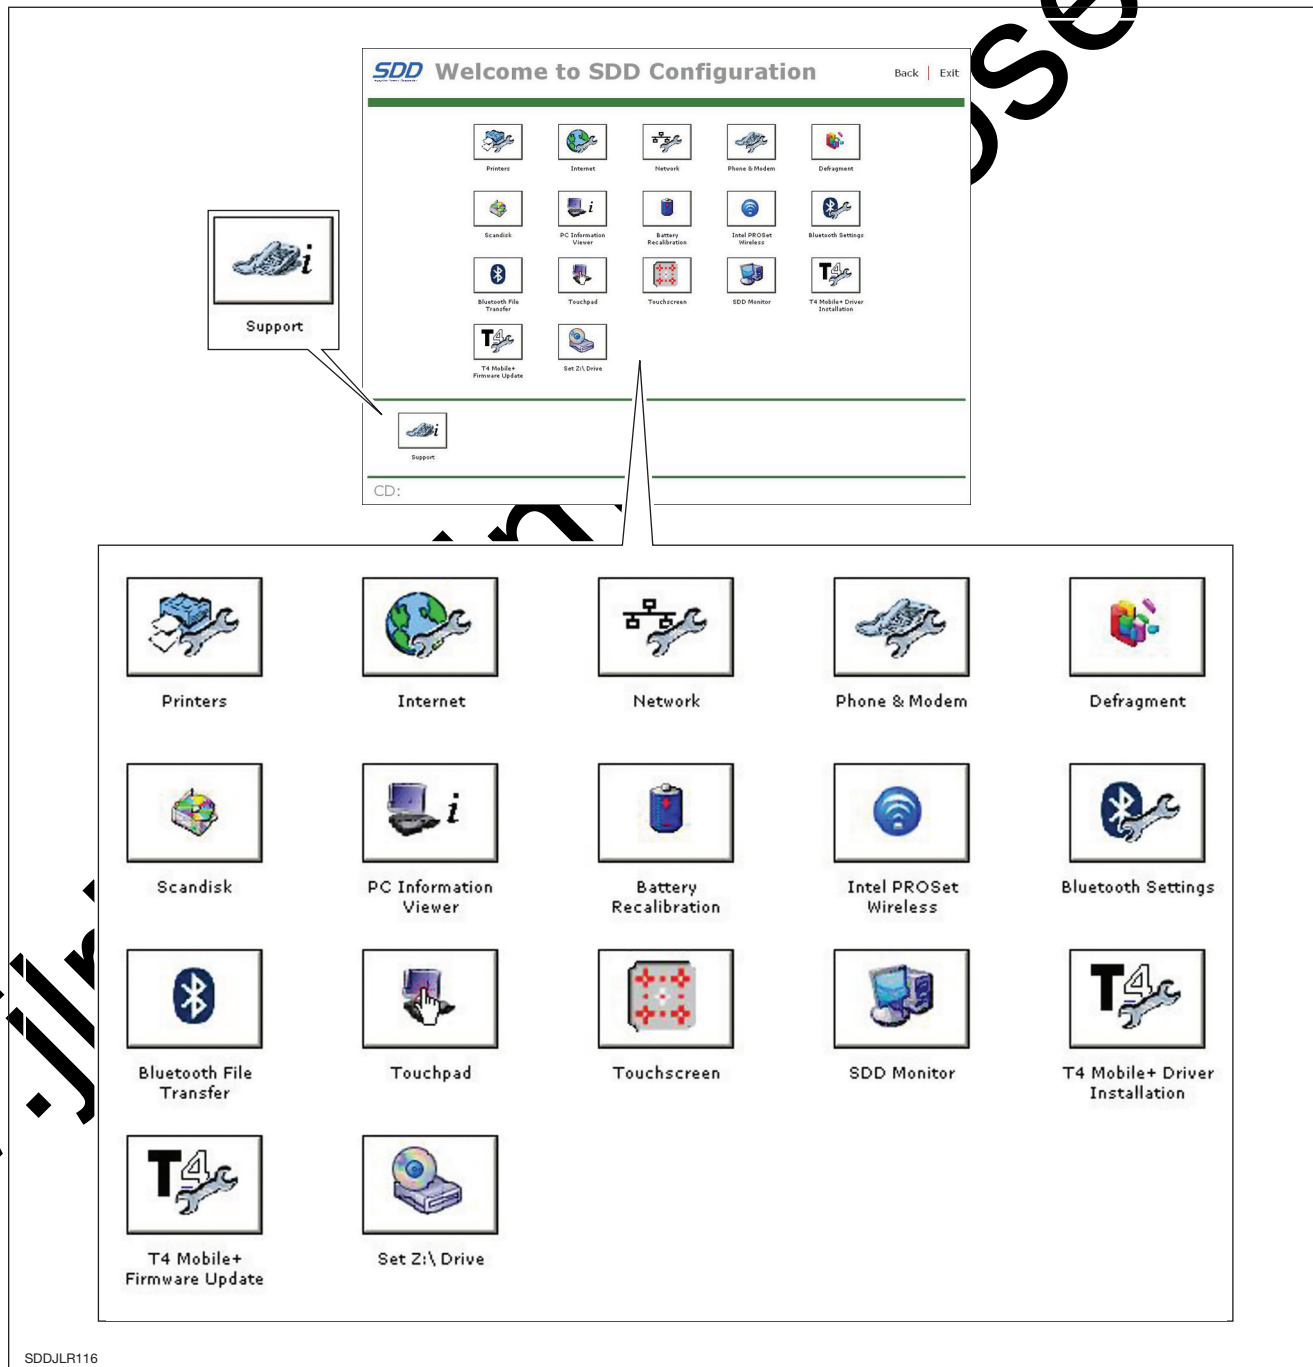 SDD Welcome to SDD Configuration Back | Exit
Printers Internet Network Phone & Modem Defragment
Scandisk PC Information Viewer Battery Recalibration Intel PROSet Wireless Bluetooth Settings
Bluetooth File Transfer Touchpad Touchscreen SDD Monitor T4 Mobile+ Driver Installation
T4 Mobile+ Firmware Update Set Z:\ Drive
i
Support
i
Support
CD:
Printers
Internet
Network
Phone & Modem
Defragment
Scandisk
i
PC Information
Viewer
Battery
Recalibration
Intel PROSet
Wireless
Bluetooth Settings
Bluetooth File
Transfer
Touchpad
Touchscreen
SDD Monitor
T4
T4 Mobile+ Driver
Installation
T4
T4 Mobile+
Firmware Update
Set Z:\ Drive
SDDJLR116